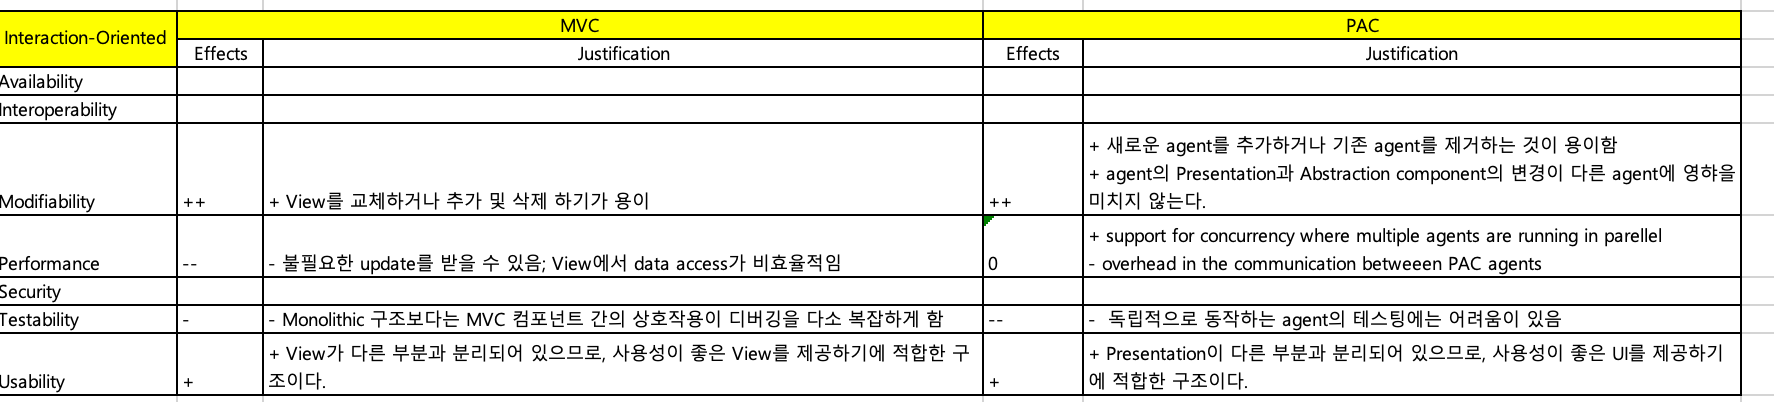 Interaction-Oriented MVC PAC
Effects Justification Effects Justification
Availability
Interoperability
+ 새로운 agent를 추가하거나 기존 agent를 제거하는 것이 용이함
+ agent의 Presentation과 Abstraction component의 변경이 다른 agent에 영햐을
Modifiability ++ + View를 교체하거나 추가 및 삭제 하기가 용이 ++ 미치지 않는다.
+ support for concurrency where multiple agents are running in parellel
Performance -- - 불필요한 update를 받을 수 있음; View에서 data access가 비효율적임 0 - overhead in the communication betweeen PAC agents
Security
Testability - - Monolithic 구조보다는 MVC 컴포넌트 간의 상호작용이 디버깅을 다소 복잡하게 함 -- - 독립적으로 동작하는 agent의 테스팅에는 어려움이 있음
+ View가 다른 부분과 분리되어 있으므로, 사용성이 좋은 View를 제공하기에 적합한 구 + Presentation이 다른 부분과 분리되어 있으므로, 사용성이 좋은 UI를 제공하기
Usability + 조이다. + 에 적합한 구조이다.